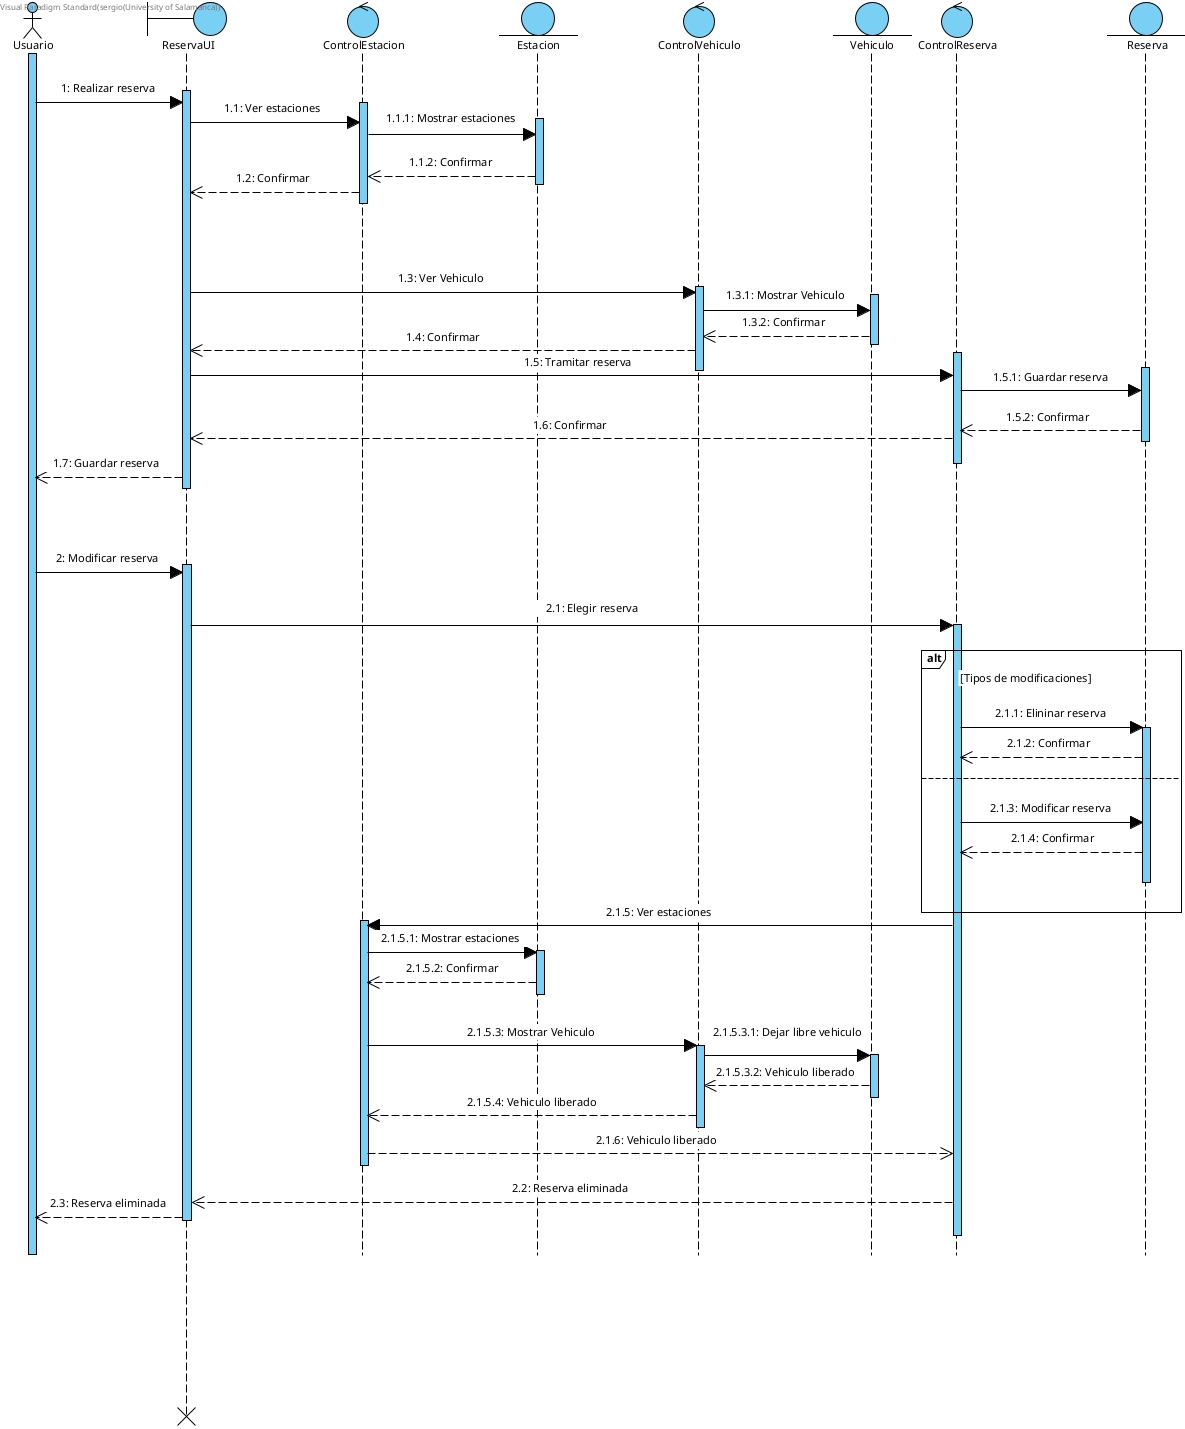 Visual Paradigm Standard(sergio(University of Salamanca))
Usuario
ReservaUI
ControlEstacion
Estacion
ControlVehiculo
Vehiculo
ControlReserva
Reserva
1: Realizar reserva
1.1: Ver estaciones
1.1.1: Mostrar estaciones
1.1.2: Confirmar
1.2: Confirmar
1.3: Ver Vehiculo
1.3.1: Mostrar Vehiculo
1.3.2: Confirmar
1.4: Confirmar
1.5: Tramitar reserva
1.5.1: Guardar reserva
1.5.2: Confirmar
1.6: Confirmar
1.7: Guardar reserva
2: Modificar reserva
2.1: Elegir reserva
alt
[Tipos de modificaciones]
2.1.1: Elininar reserva
2.1.2: Confirmar
2.1.3: Modificar reserva
2.1.4: Confirmar
2.1.5: Ver estaciones
2.1.5.1: Mostrar estaciones
2.1.5.2: Confirmar
2.1.5.3: Mostrar Vehiculo
2.1.5.3.1: Dejar libre vehiculo
2.1.5.3.2: Vehiculo liberado
2.1.5.4: Vehiculo liberado
2.1.6: Vehiculo liberado
2.2: Reserva eliminada
2.3: Reserva eliminada